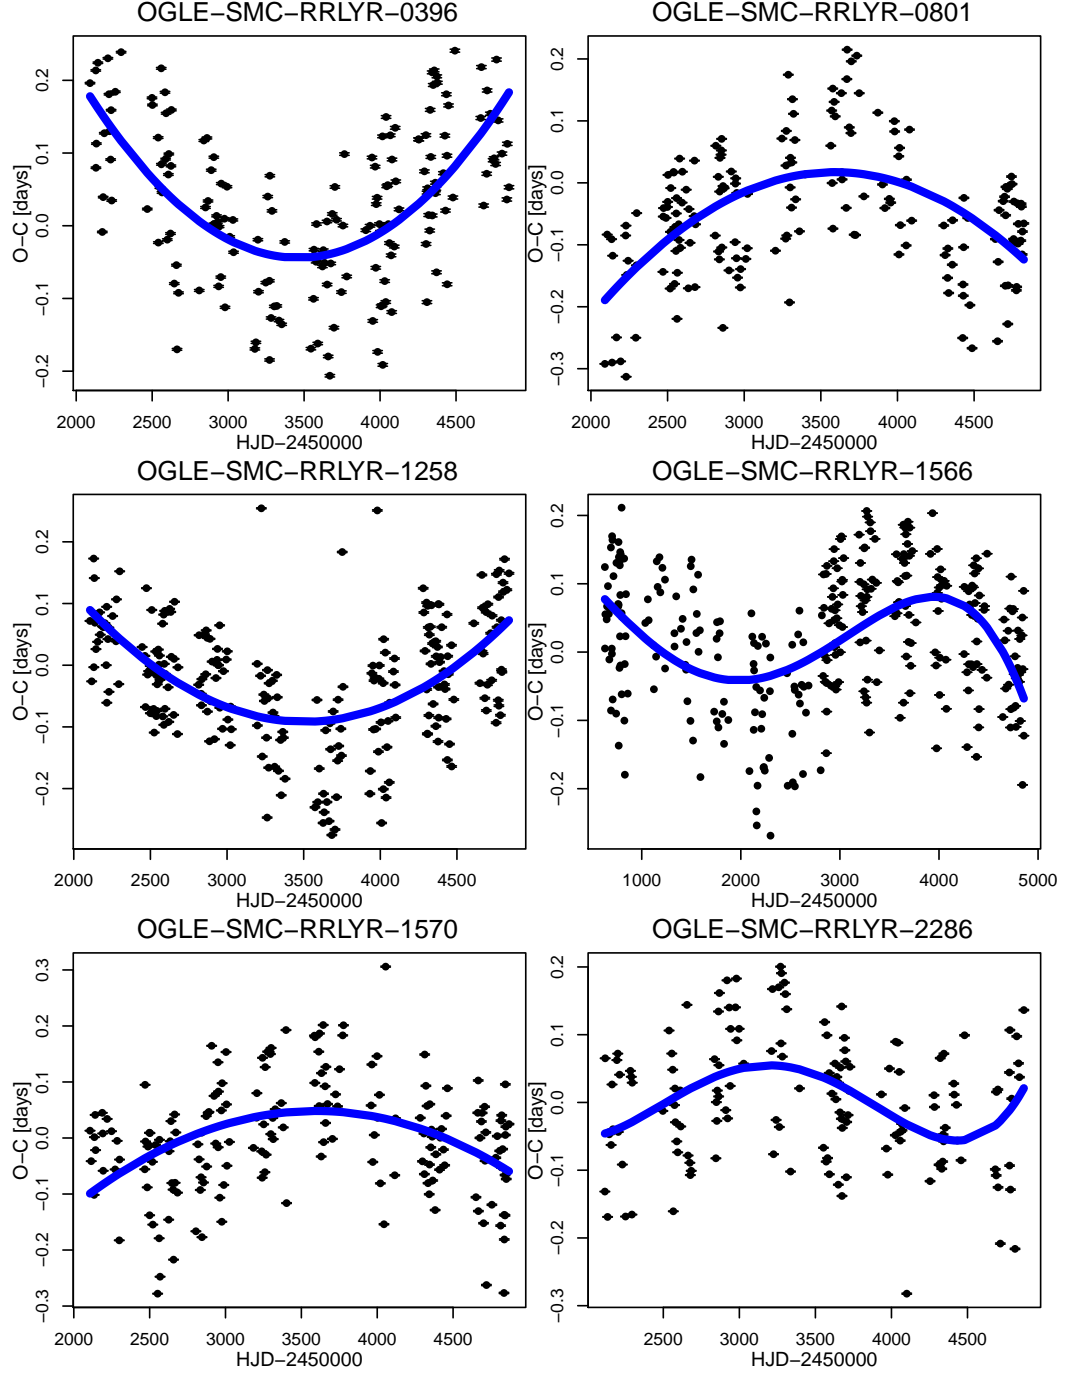 OGLE−SMC−RRLYR−0396
O−C [days]
0.2
0.1
0.0
−0.1
−0.2
2000 2500 3000 3500 4000 4500
HJD−2450000
OGLE−SMC−RRLYR−0801
O−C [days]
0.2
0.1
0.0
−0.1
−0.2
−0.3
2000 2500 3000 3500 4000 4500
HJD−2450000
OGLE−SMC−RRLYR−1258
O−C [days]
0.2
0.1
0.0
−0.1
−0.2
2000 2500 3000 3500 4000 4500
HJD−2450000
OGLE−SMC−RRLYR−1566
O−C [days]
0.2
0.1
0.0
−0.1
−0.2
1000 2000 3000 4000 5000
HJD−2450000
OGLE−SMC−RRLYR−1570
O−C [days]
0.3
0.2
0.1
0.0
−0.1
−0.2
−0.3
2000 2500 3000 3500 4000 4500
HJD−2450000
OGLE−SMC−RRLYR−2286
O−C [days]
0.2
0.1
0.0
−0.1
−0.2
−0.3
2500 3000 3500 4000 4500
HJD−2450000